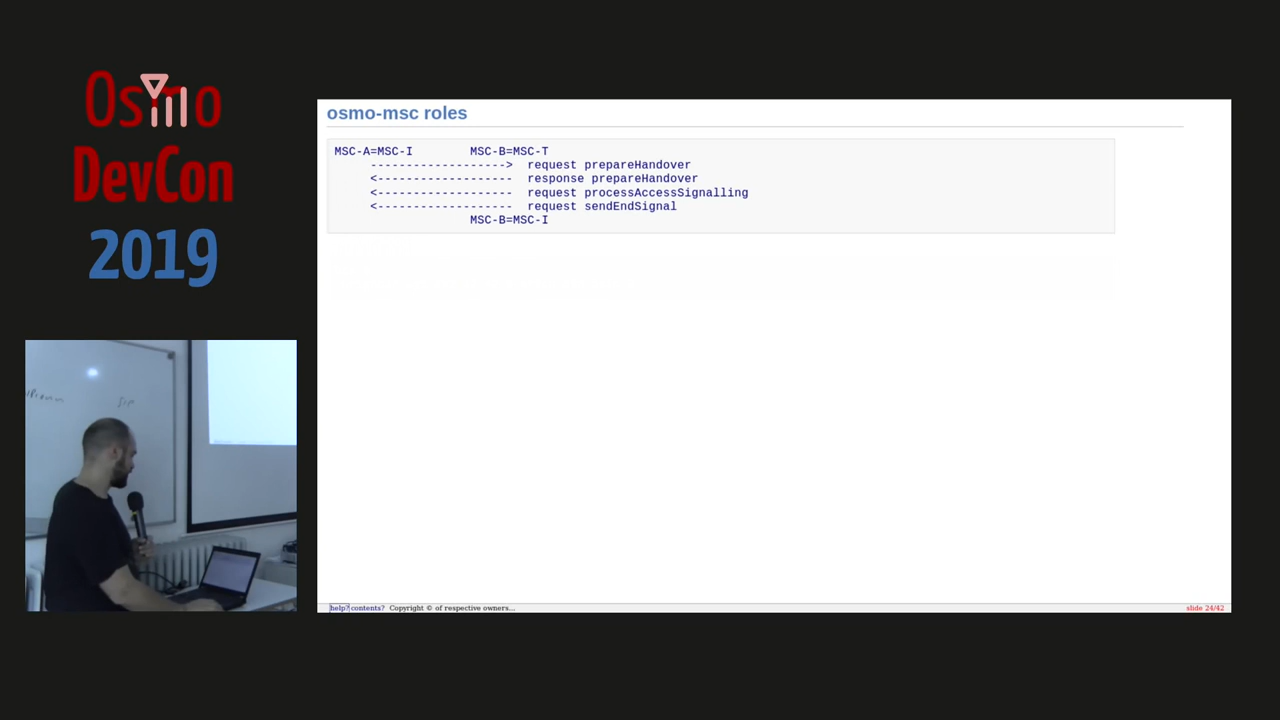 Osmo
DevCon
2019
osmo-msc roles
MSC-A=MSC-I        MSC-B=MSC-T
------------------->  request prepareHandover
<-------------------  response prepareHandover
<-------------------  request processAccessSignalling
<-------------------  request sendEndSignal
MSC-B=MSC-I
help? contents? Copyright © of respective owners...
slide 24/42